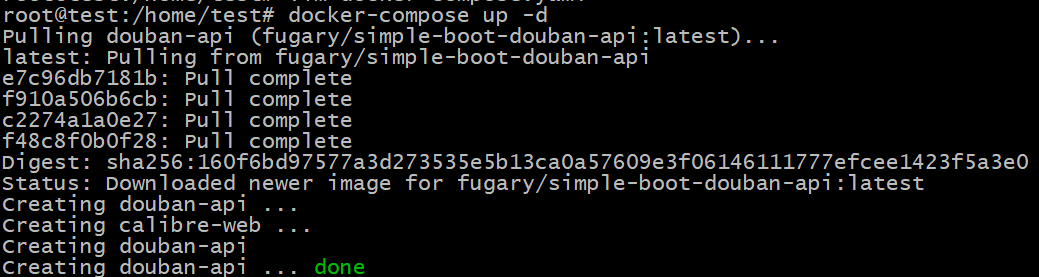 root@test:/home/test# docker-compose up -d
Pulling douban-api (fugary/simple-boot-douban-api:latest)...
latest: Pulling from fugary/simple-boot-douban-api
e7c96db7181b: Pull complete
f910a506b6cb: Pull complete
c2274a1a0e27: Pull complete
f48c8f0b0f28: Pull complete
Digest: sha256:160f6bd97577a3d273535e5b13ca0a57609e3f06146111777efcee1423f5a3e0
Status: Downloaded newer image for fugary/simple-boot-douban-api:latest
Creating douban-api ...
Creating calibre-web ...
Creating douban-api
Creating douban-api ... done